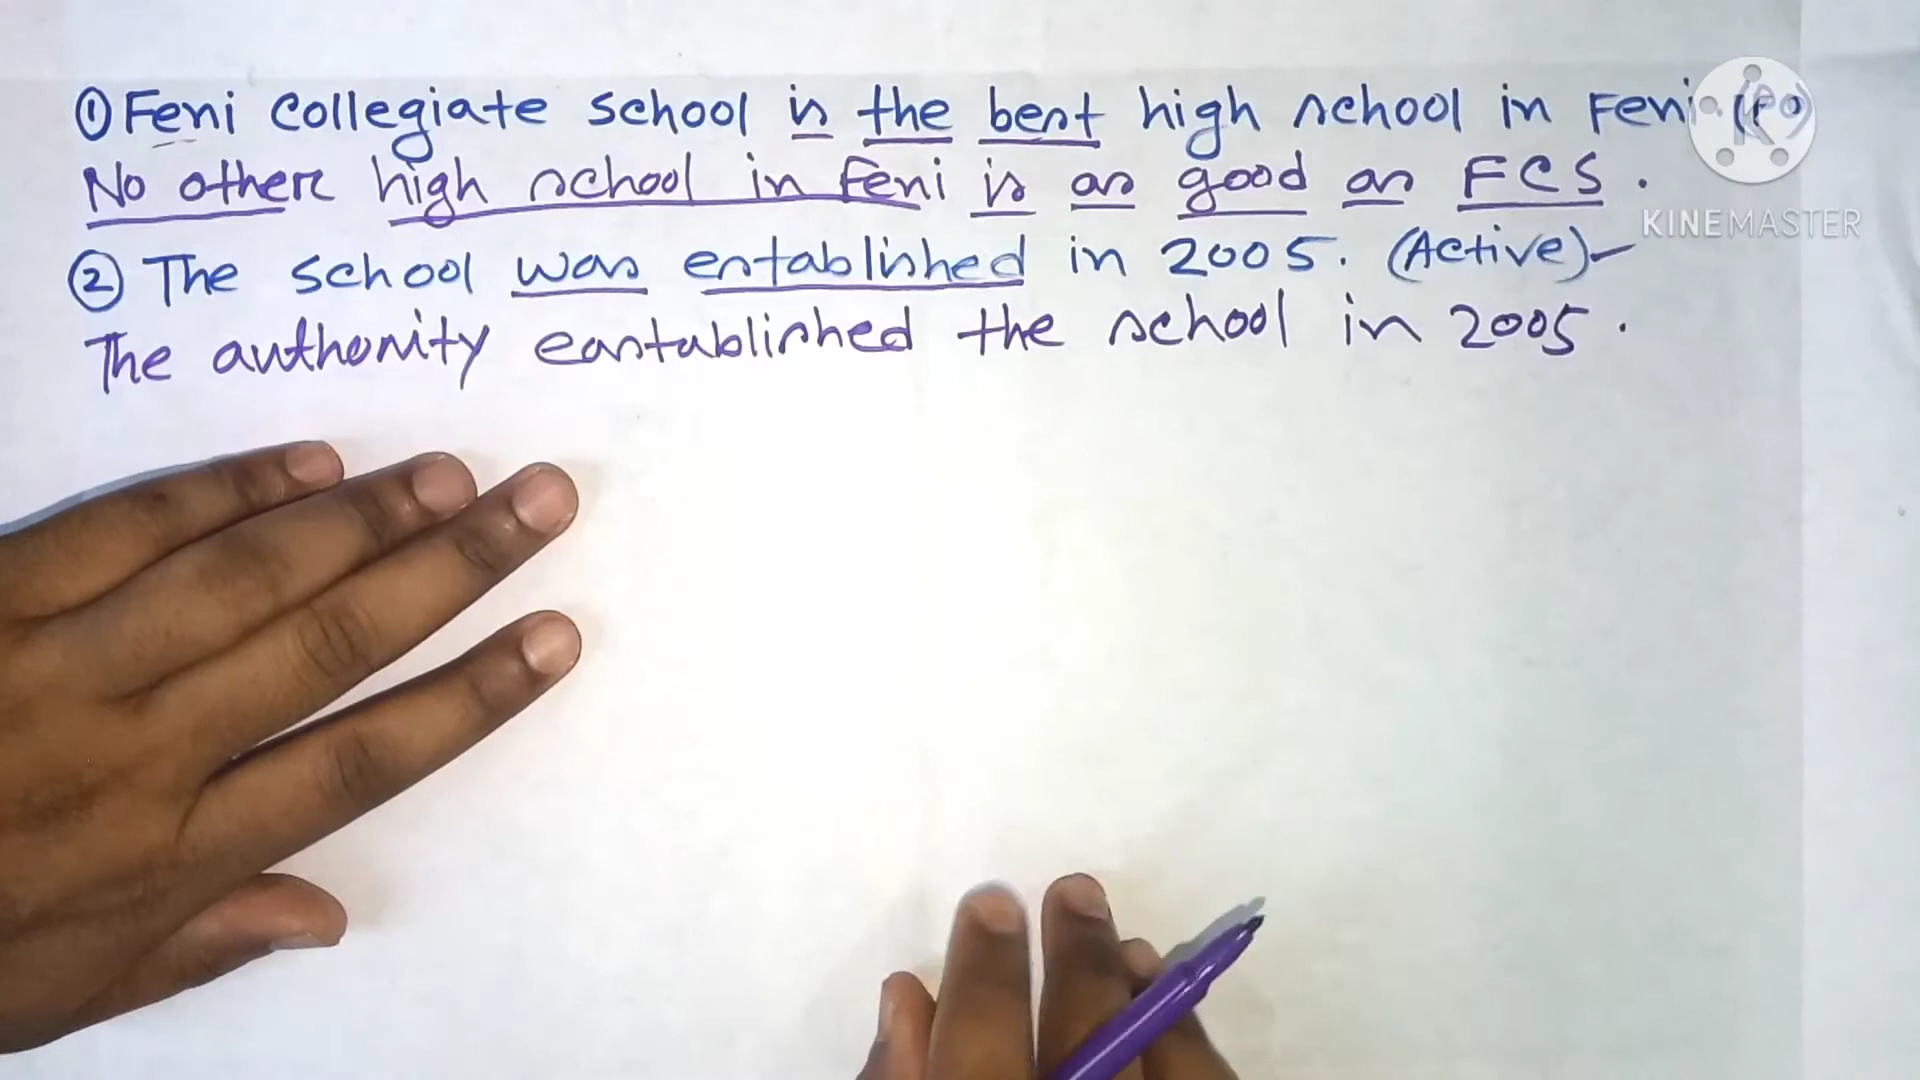 ① Feni Collegiate School is the best high school in Feni. (PO)
No other high school in Feni is as good as FCS.
② The school was established in 2005. (Active)
The authority eastablished the school in 2005.
KINEMASTER